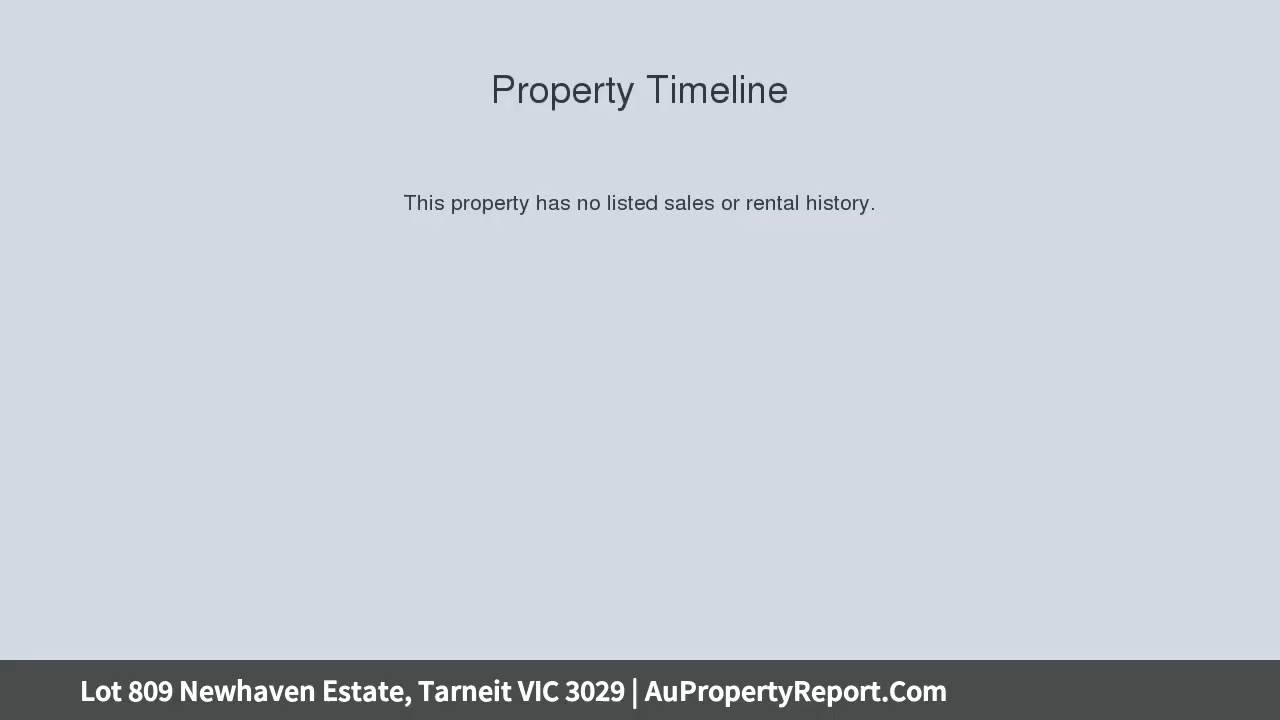 Property Timeline
This property has no listed sales or rental history.
Lot 809 Newhaven Estate, Tarneit VIC 3029 | AuPropertyReport.Com